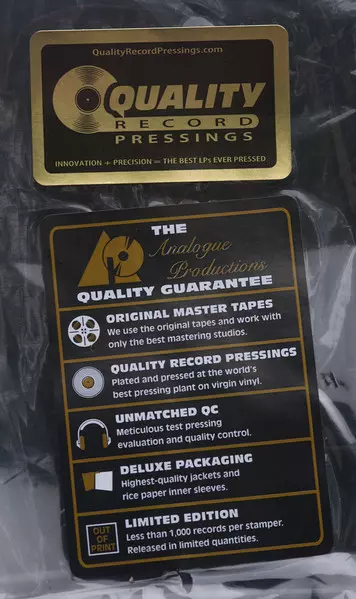 QualityRecordPressings.com
QUALITY
RECORD
PRESSINGS
INNOVATION + PRECISION = THE BEST LPs EVER PRESSED
THE
Analogue
Productions
QUALITY GUARANTEE
ORIGINAL MASTER TAPES
We use the original tapes and work with
only the best mastering studios.
QUALITY RECORD PRESSINGS
Plated and pressed at the world's
best pressing plant on virgin vinyl.
UNMATCHED QC
Meticulous test pressing
evaluation and quality control.
DELUXE PACKAGING
Highest-quality jackets and
rice paper inner sleeves.
OUT OF PRINT
LIMITED EDITION
Less than 1,000 records per stamper.
Released in limited quantities.